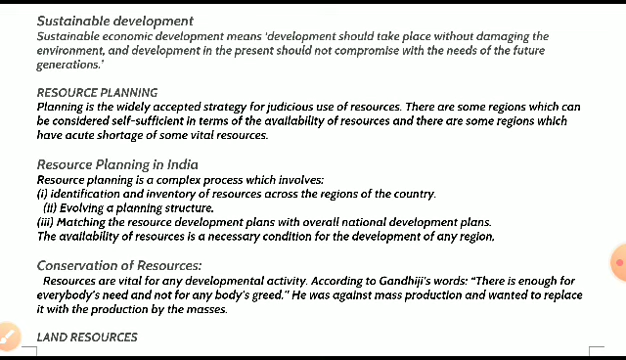 Sustainable development
Sustainable economic development means ‘development should take place without damaging the
environment, and development in the present should not compromise with the needs of the future
generations.’
RESOURCE PLANNING
Planning is the widely accepted strategy for judicious use of resources. There are some regions which can
be considered self-sufficient in terms of the availability of resources and there are some regions which
have acute shortage of some vital resources.
Resource Planning in India
Resource planning is a complex process which involves:
(i) identification and inventory of resources across the regions of the country.
(ii) Evolving a planning structure.
(iii) Matching the resource development plans with overall national development plans.
The availability of resources is a necessary condition for the development of any region,
Conservation of Resources:
Resources are vital for any developmental activity. According to Gandhiji's words: “There is enough for
everybody's need and not for any body's greed.” He was against mass production and wanted to replace
it with the production by the masses.
LAND RESOURCES